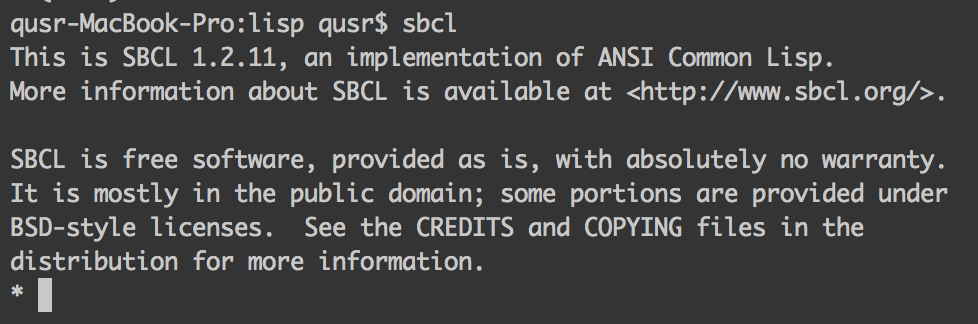 qusr-MacBook-Pro:lisp qusr$ sbcl
This is SBCL 1.2.11, an implementation of ANSI Common Lisp.
More information about SBCL is available at <http://www.sbcl.org/>.

SBCL is free software, provided as is, with absolutely no warranty.
It is mostly in the public domain; some portions are provided under
BSD-style licenses.  See the CREDITS and COPYING files in the
distribution for more information.
*